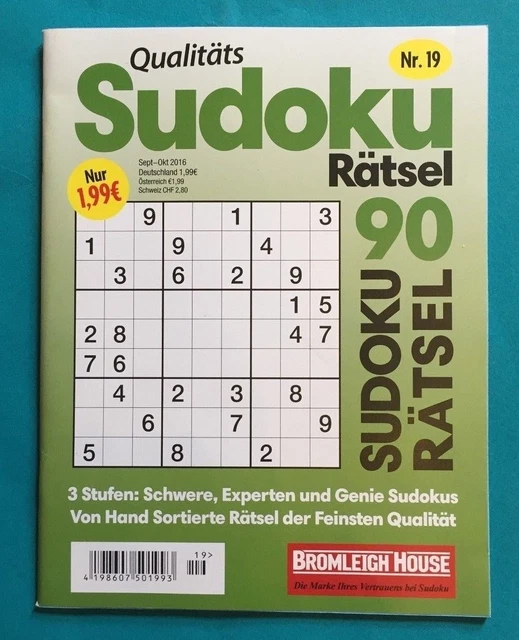 Qualitäts
Nr. 19
Sudoku
Rätsel
Sept–Okt 2016
Deutschland 1,99€
Österreich €1,99
Schweiz CHF 2,80
Nur
1,99€
9 1 3
1 9 4
3 6 2 9
1 5
2 8 4 7
7 6
4 2 3 8
6 7 9
5 8 2
90
SUDOKU
RÄTSEL
3 Stufen: Schwere, Experten und Genie Sudokus
Von Hand Sortierte Rätsel der Feinsten Qualität
19>
4 198607 501993
BROMLEIGH HOUSE
Die Marke Ihres Vertrauens bei Sudoku